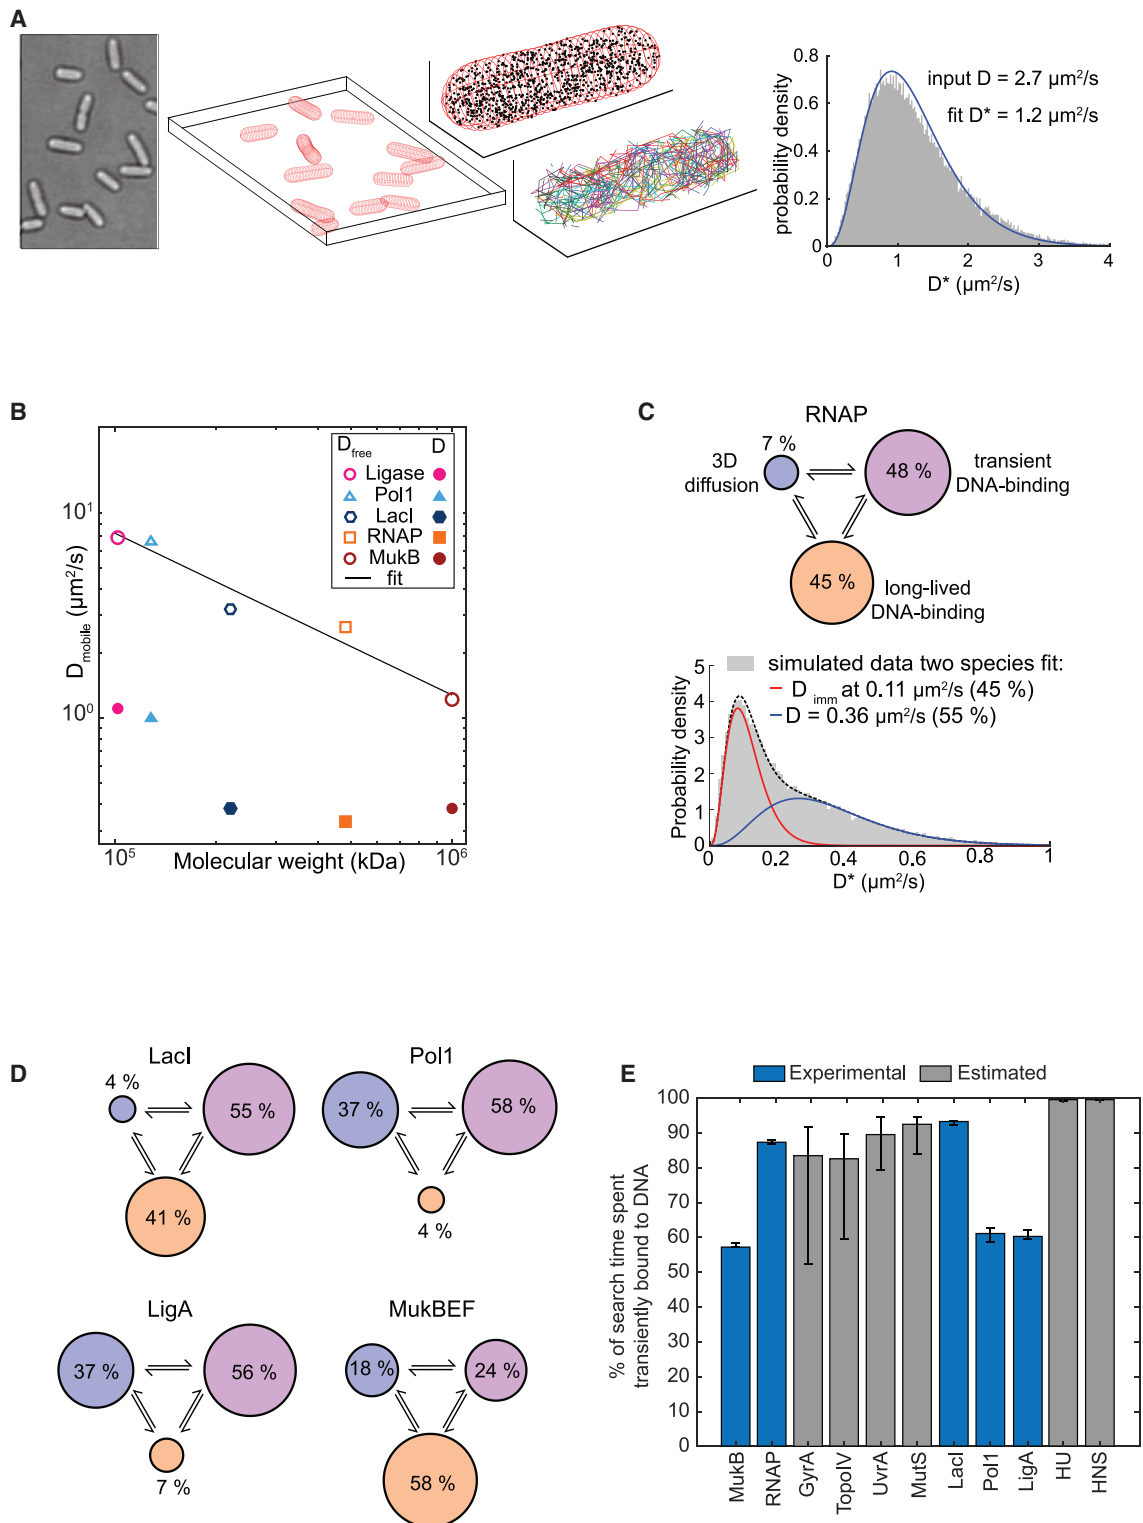 A
input D = 2.7 µm²/s
fit D* = 1.2 µm²/s
probability density
0.8
0.6
0.4
0.2
0
0 1 2 3 4
D* (µm²/s)
B
D_free D
Ligase
Pol1
LacI
RNAP
MukB
fit
D_mobile (µm²/s)
10¹
10⁰
10⁵ 10⁶
Molecular weight (kDa)
C
RNAP
7 %
3D diffusion
48 %
transient DNA-binding
45 %
long-lived DNA-binding
simulated data two species fit:
D imm at 0.11 µm²/s (45 %)
D = 0.36 µm²/s (55 %)
Probability density
5
4
3
2
1
0
0 0.2 0.4 0.6 0.8 1
D* (µm²/s)
D
LacI
4 %
55 %
41 %
Pol1
37 %
58 %
4 %
LigA
37 %
56 %
7 %
MukBEF
18 %
24 %
58 %
E
Experimental Estimated
% of search time spent
transiently bound to DNA
100
90
80
70
60
50
40
30
20
10
0
MukB
RNAP
GyrA
TopoIV
UvrA
MutS
LacI
Pol1
LigA
HU
HNS